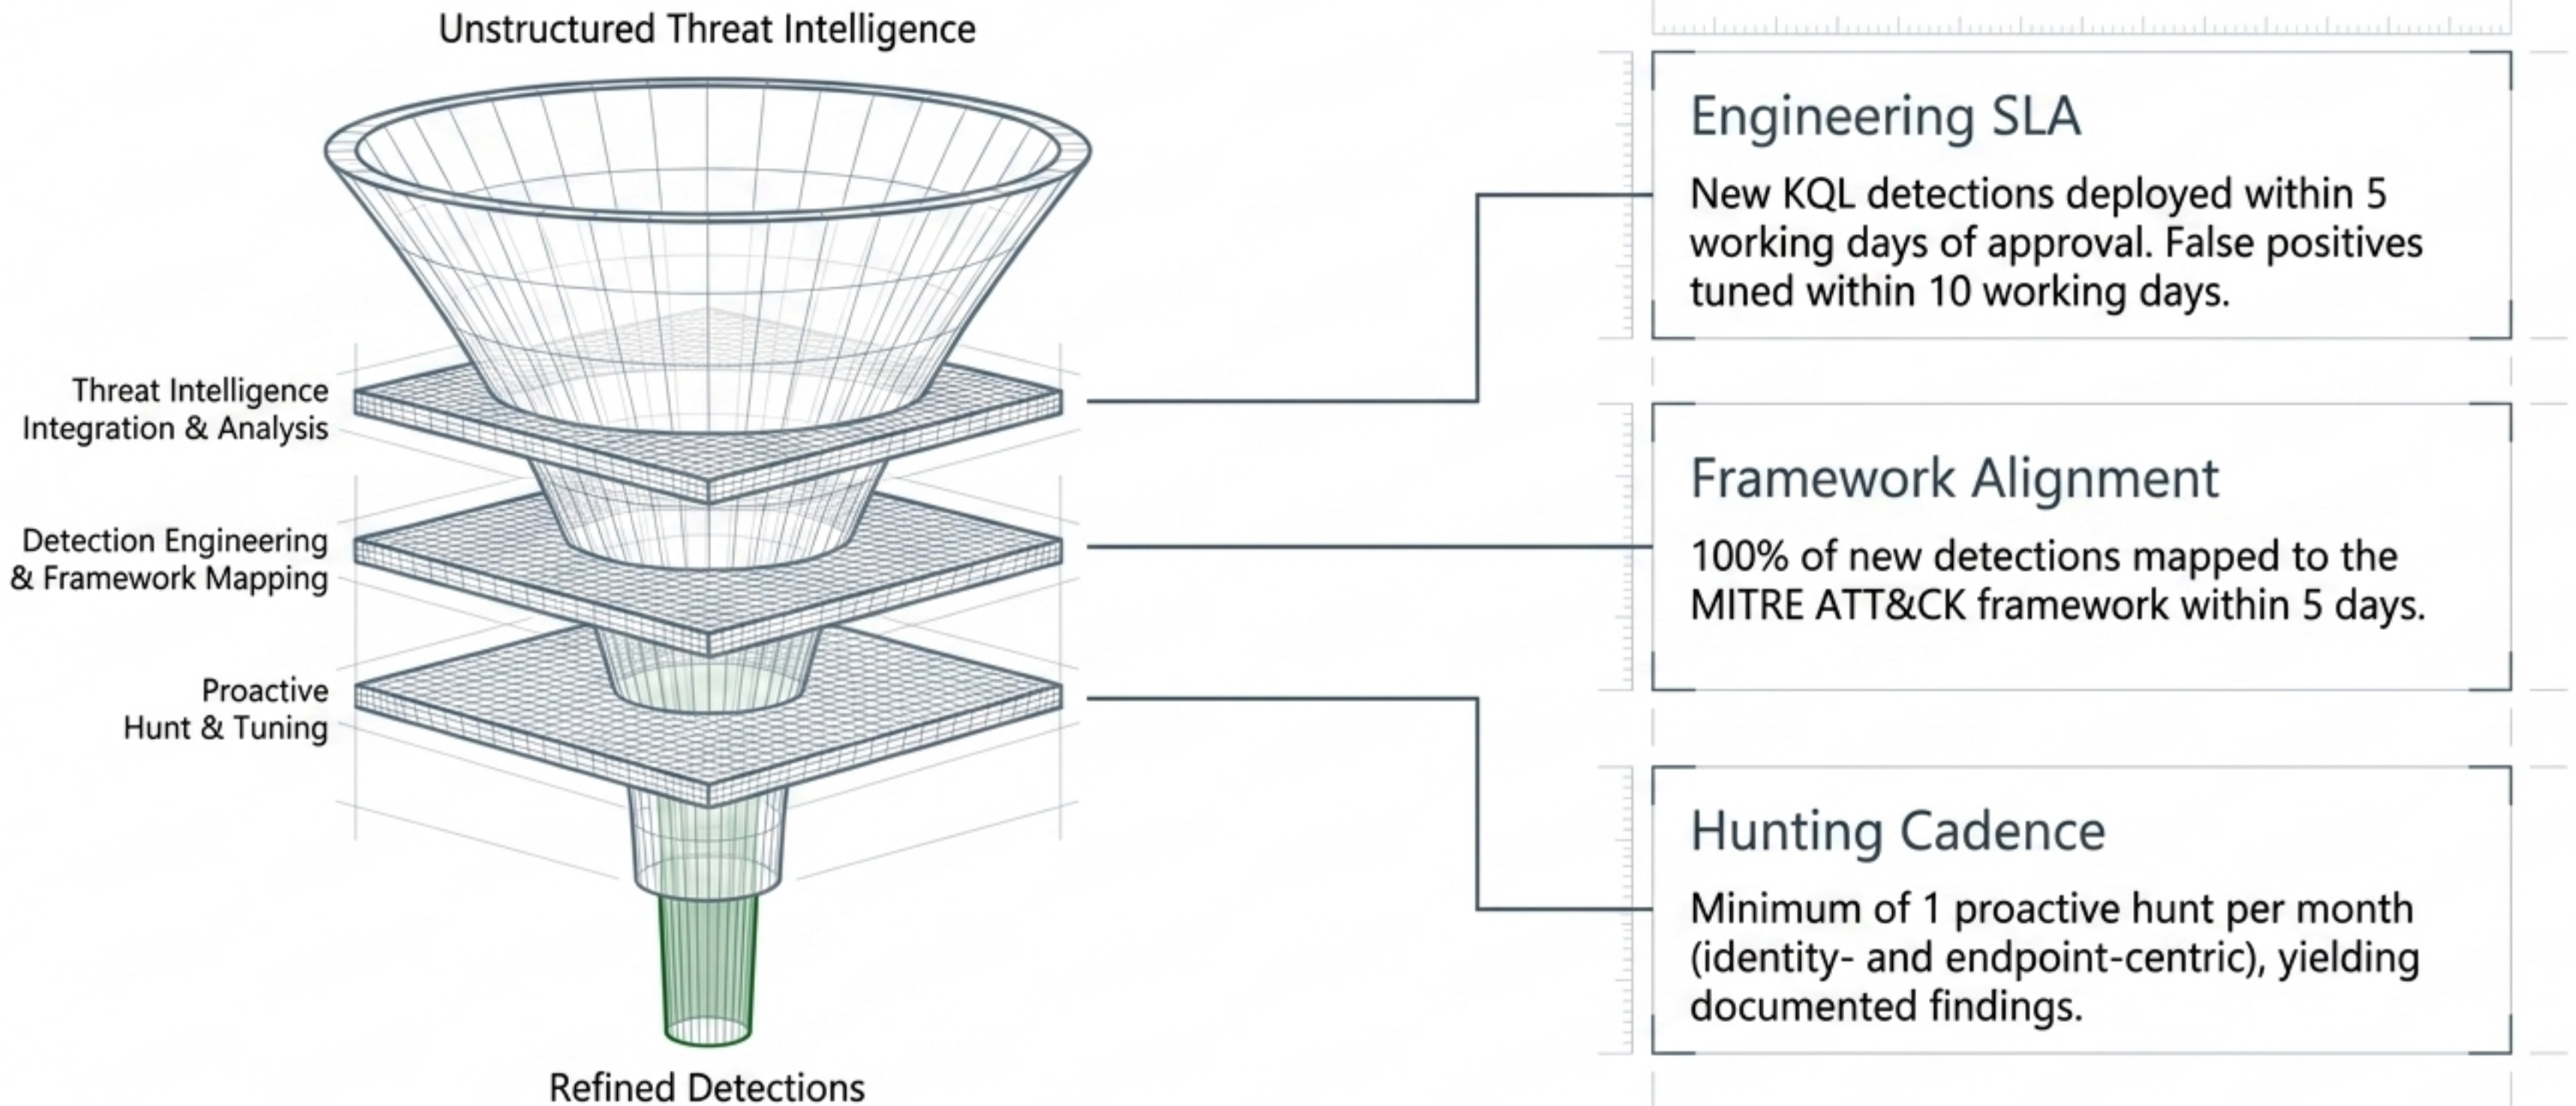 Unstructured Threat Intelligence
Threat Intelligence
Integration & Analysis
Detection Engineering
& Framework Mapping
Proactive
Hunt & Tuning
Refined Detections
Engineering SLA
New KQL detections deployed within 5
working days of approval. False positives
tuned within 10 working days.
Framework Alignment
100% of new detections mapped to the
MITRE ATT&CK framework within 5 days.
Hunting Cadence
Minimum of 1 proactive hunt per month
(identity- and endpoint-centric), yielding
documented findings.